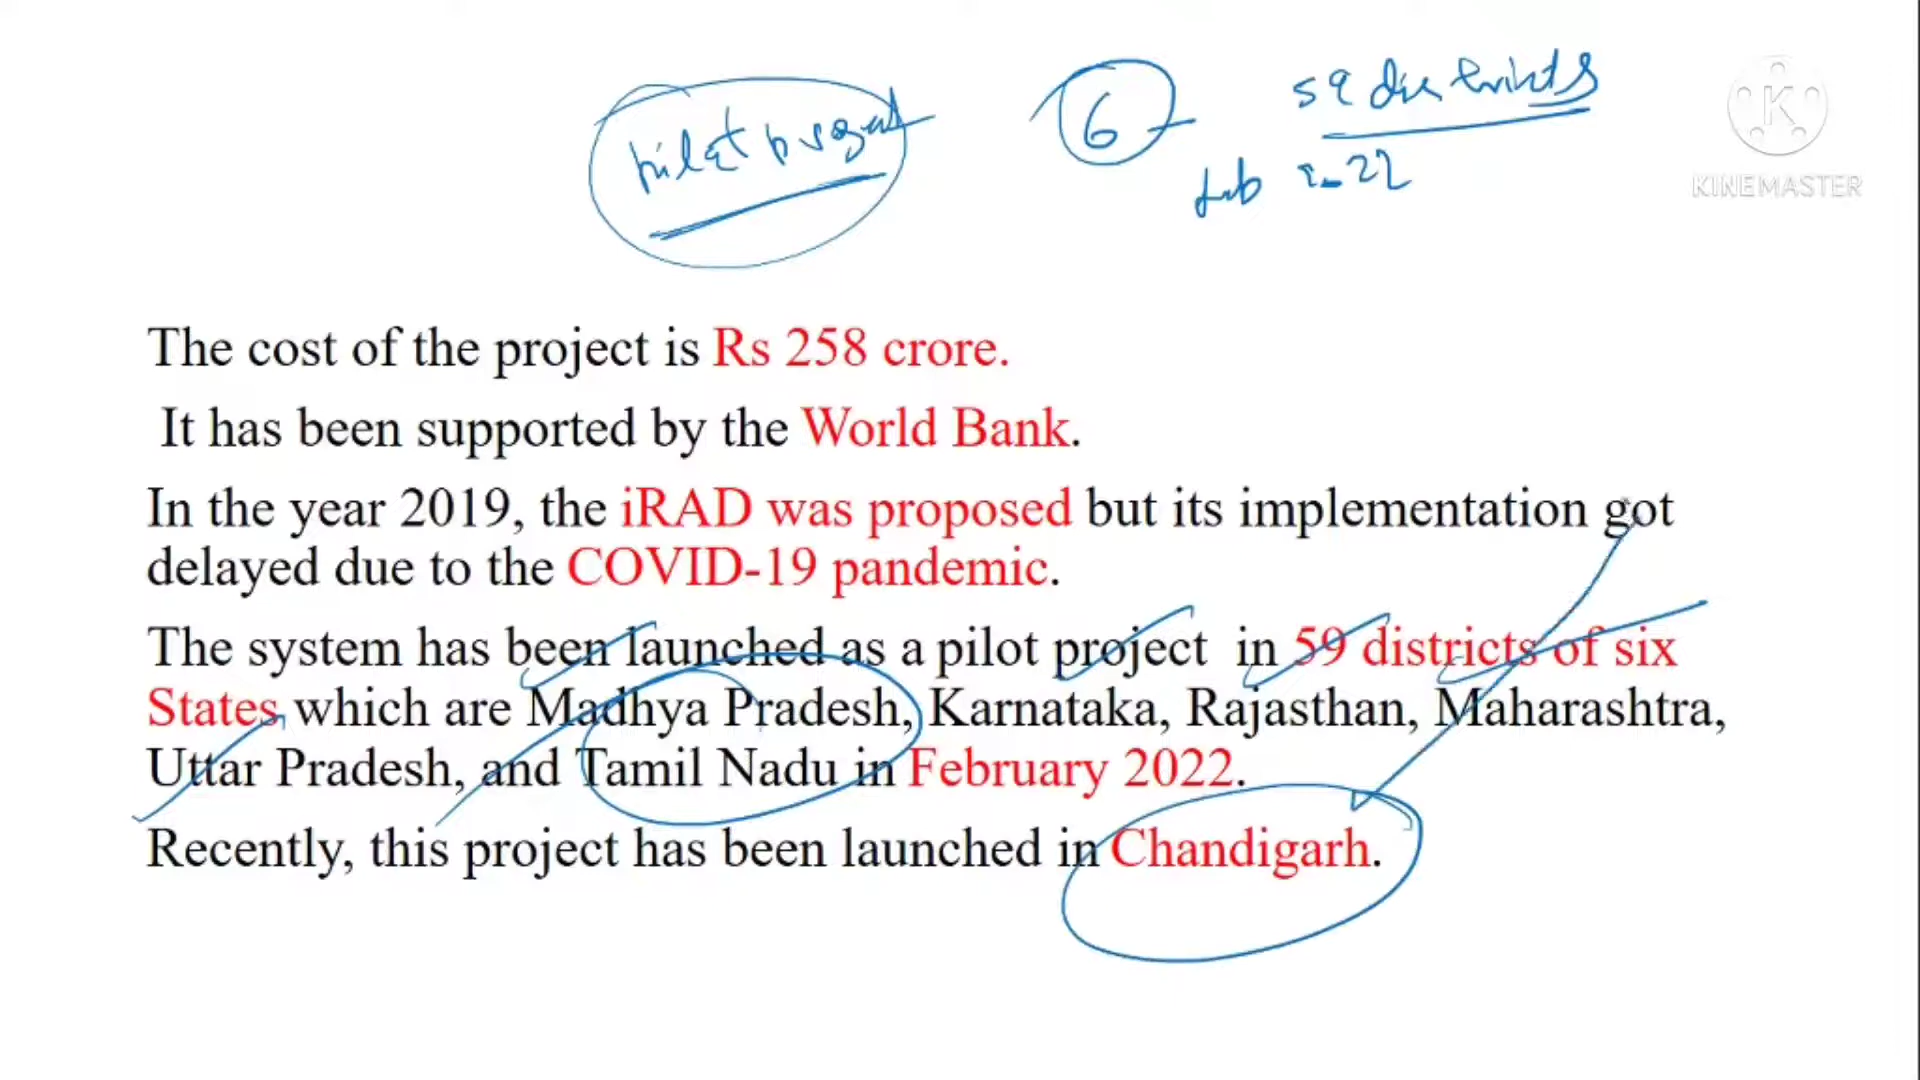 pilot project
6
59 districts
feb 2022
KINEMASTER
The cost of the project is Rs 258 crore.
It has been supported by the World Bank.
In the year 2019, the iRAD was proposed but its implementation got
delayed due to the COVID-19 pandemic.
The system has been launched as a pilot project in 59 districts of six
States which are Madhya Pradesh, Karnataka, Rajasthan, Maharashtra,
Uttar Pradesh, and Tamil Nadu in February 2022.
Recently, this project has been launched in Chandigarh.